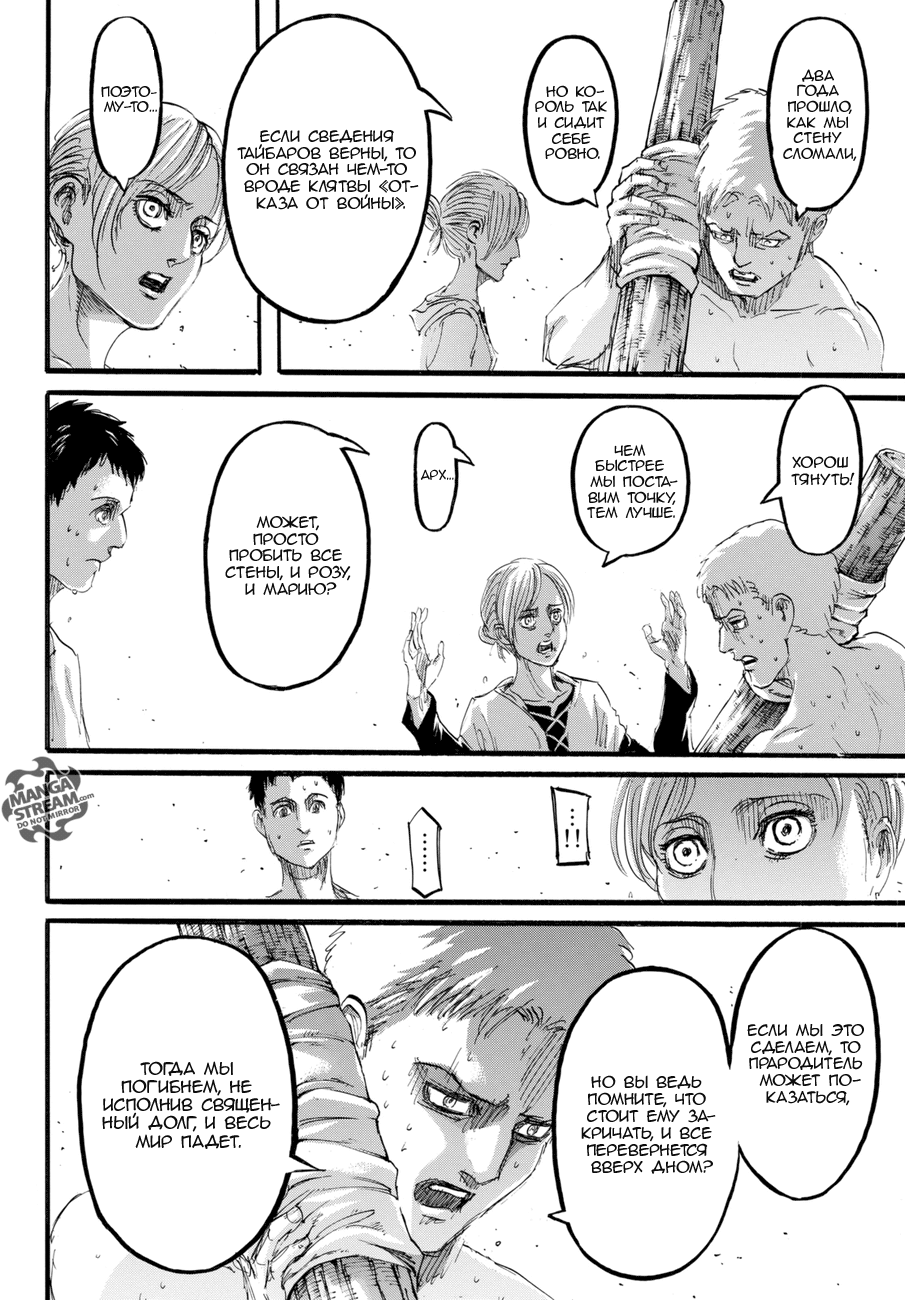 ДВА
ГОДА
ПРОШЛО,
КАК МЫ
СТЕНУ
СЛОМАЛИ,
НО КО-
РОЛЬ ТАК
И СИДИТ
СЕБЕ
РОВНО.
ЕСЛИ СВЕДЕНИЯ
ТАЙБАРОВ ВЕРНЫ, ТО
ОН СВЯЗАН ЧЕМ-ТО
ВРОДЕ КЛЯТВЫ «ОТ-
КАЗА ОТ ВОЙНЫ».
ПОЭТО-
МУ-ТО...
ХОРОШ
ТЯНУТЬ!
ЧЕМ
БЫСТРЕЕ
МЫ ПОСТА-
ВИМ ТОЧКУ,
ТЕМ ЛУЧШЕ.
АРХ...
МОЖЕТ,
ПРОСТО
ПРОБИТЬ ВСЕ
СТЕНЫ, И РОЗУ,
И МАРИЮ?
...!!
......
ЕСЛИ МЫ ЭТО
СДЕЛАЕМ, ТО
ПРАРОДИТЕЛЬ
МОЖЕТ ПО-
КАЗАТЬСЯ,
НО ВЫ ВЕДЬ
ПОМНИТЕ, ЧТО
СТОИТ ЕМУ ЗА-
КРИЧАТЬ, И ВСЕ
ПЕРЕВЕРНЕТСЯ
ВВЕРХ ДНОМ?
ТОГДА МЫ
ПОГИБНЕМ, НЕ
ИСПОЛНИВ СВЯЩЕН-
НЫЙ ДОЛГ, И ВЕСЬ
МИР ПАДЕТ.
MANGA
STREAM.com
DO NOT MIRROR